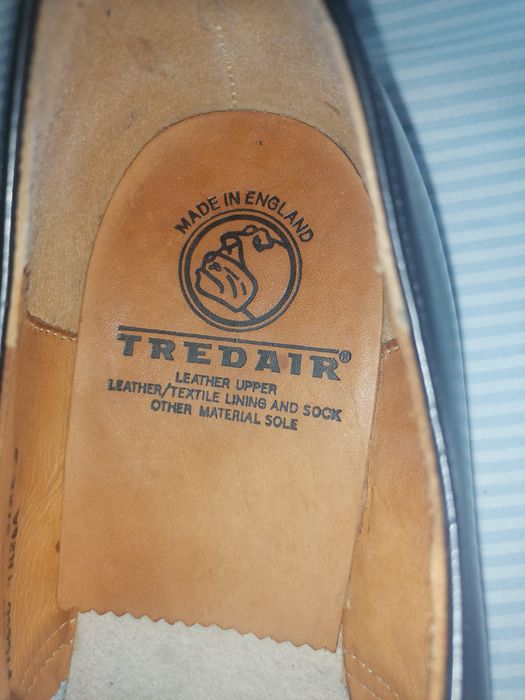 MADE IN ENGLAND
TREDAIR®
LEATHER UPPER
LEATHER/TEXTILE LINING AND SOCK
OTHER MATERIAL SOLE